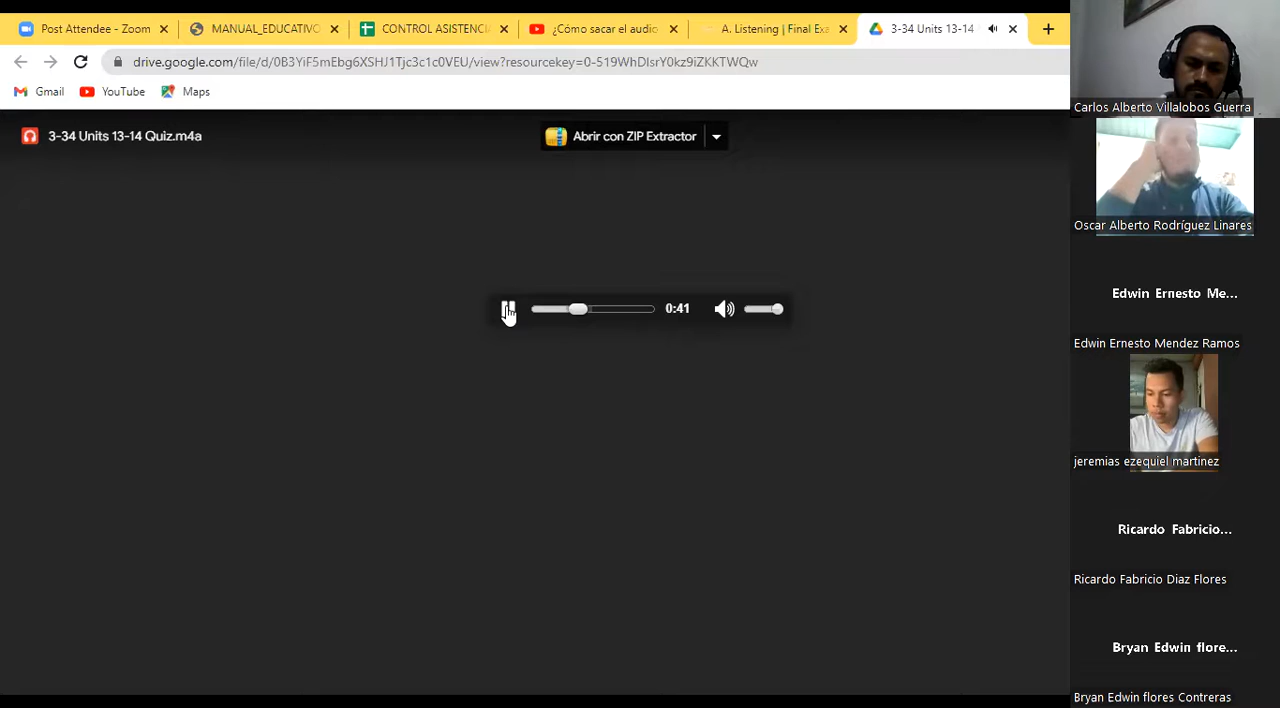 Post Attendee - Zoom
MANUAL_EDUCATIVO
CONTROL ASISTENCI
¿Cómo sacar el audio
A. Listening | Final Exa
3-34 Units 13-14
drive.google.com/file/d/0B3YiF5mEbg6XSHJ1Tjc3c1c0VEU/view?resourcekey=0-519WhDIsrY0kz9iZKKTWQw
Gmail
YouTube
Maps
3-34 Units 13-14 Quiz.m4a
Abrir con ZIP Extractor
0:41
Carlos Alberto Villalobos Guerra
Oscar Alberto Rodríguez Linares
Edwin Ernesto Me...
Edwin Ernesto Mendez Ramos
jeremias ezequiel martinez
Ricardo Fabricio...
Ricardo Fabricio Diaz Flores
Bryan Edwin flore...
Bryan Edwin flores Contreras